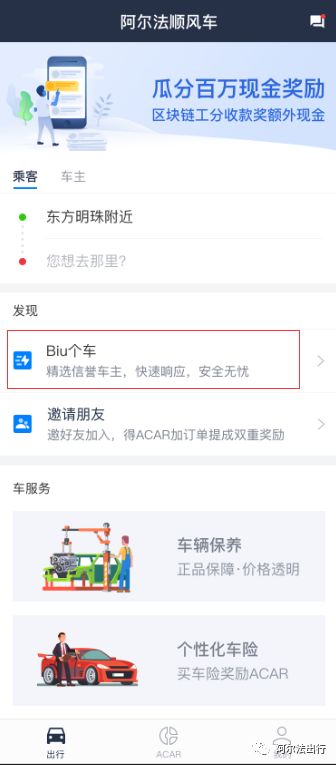 阿尔法顺风车
瓜分百万现金奖励
区块链工分收款奖额外现金
乘客 车主
东方明珠附近
您想去那里?
发现
Biu个车
精选信誉车主，快速响应，安全无忧
邀请朋友
邀好友加入，得ACAR加订单提成双重奖励
车服务
车辆保养
正品保障·价格透明
个性化车险
买车险奖励ACAR
出行 ACAR
阿尔法出行